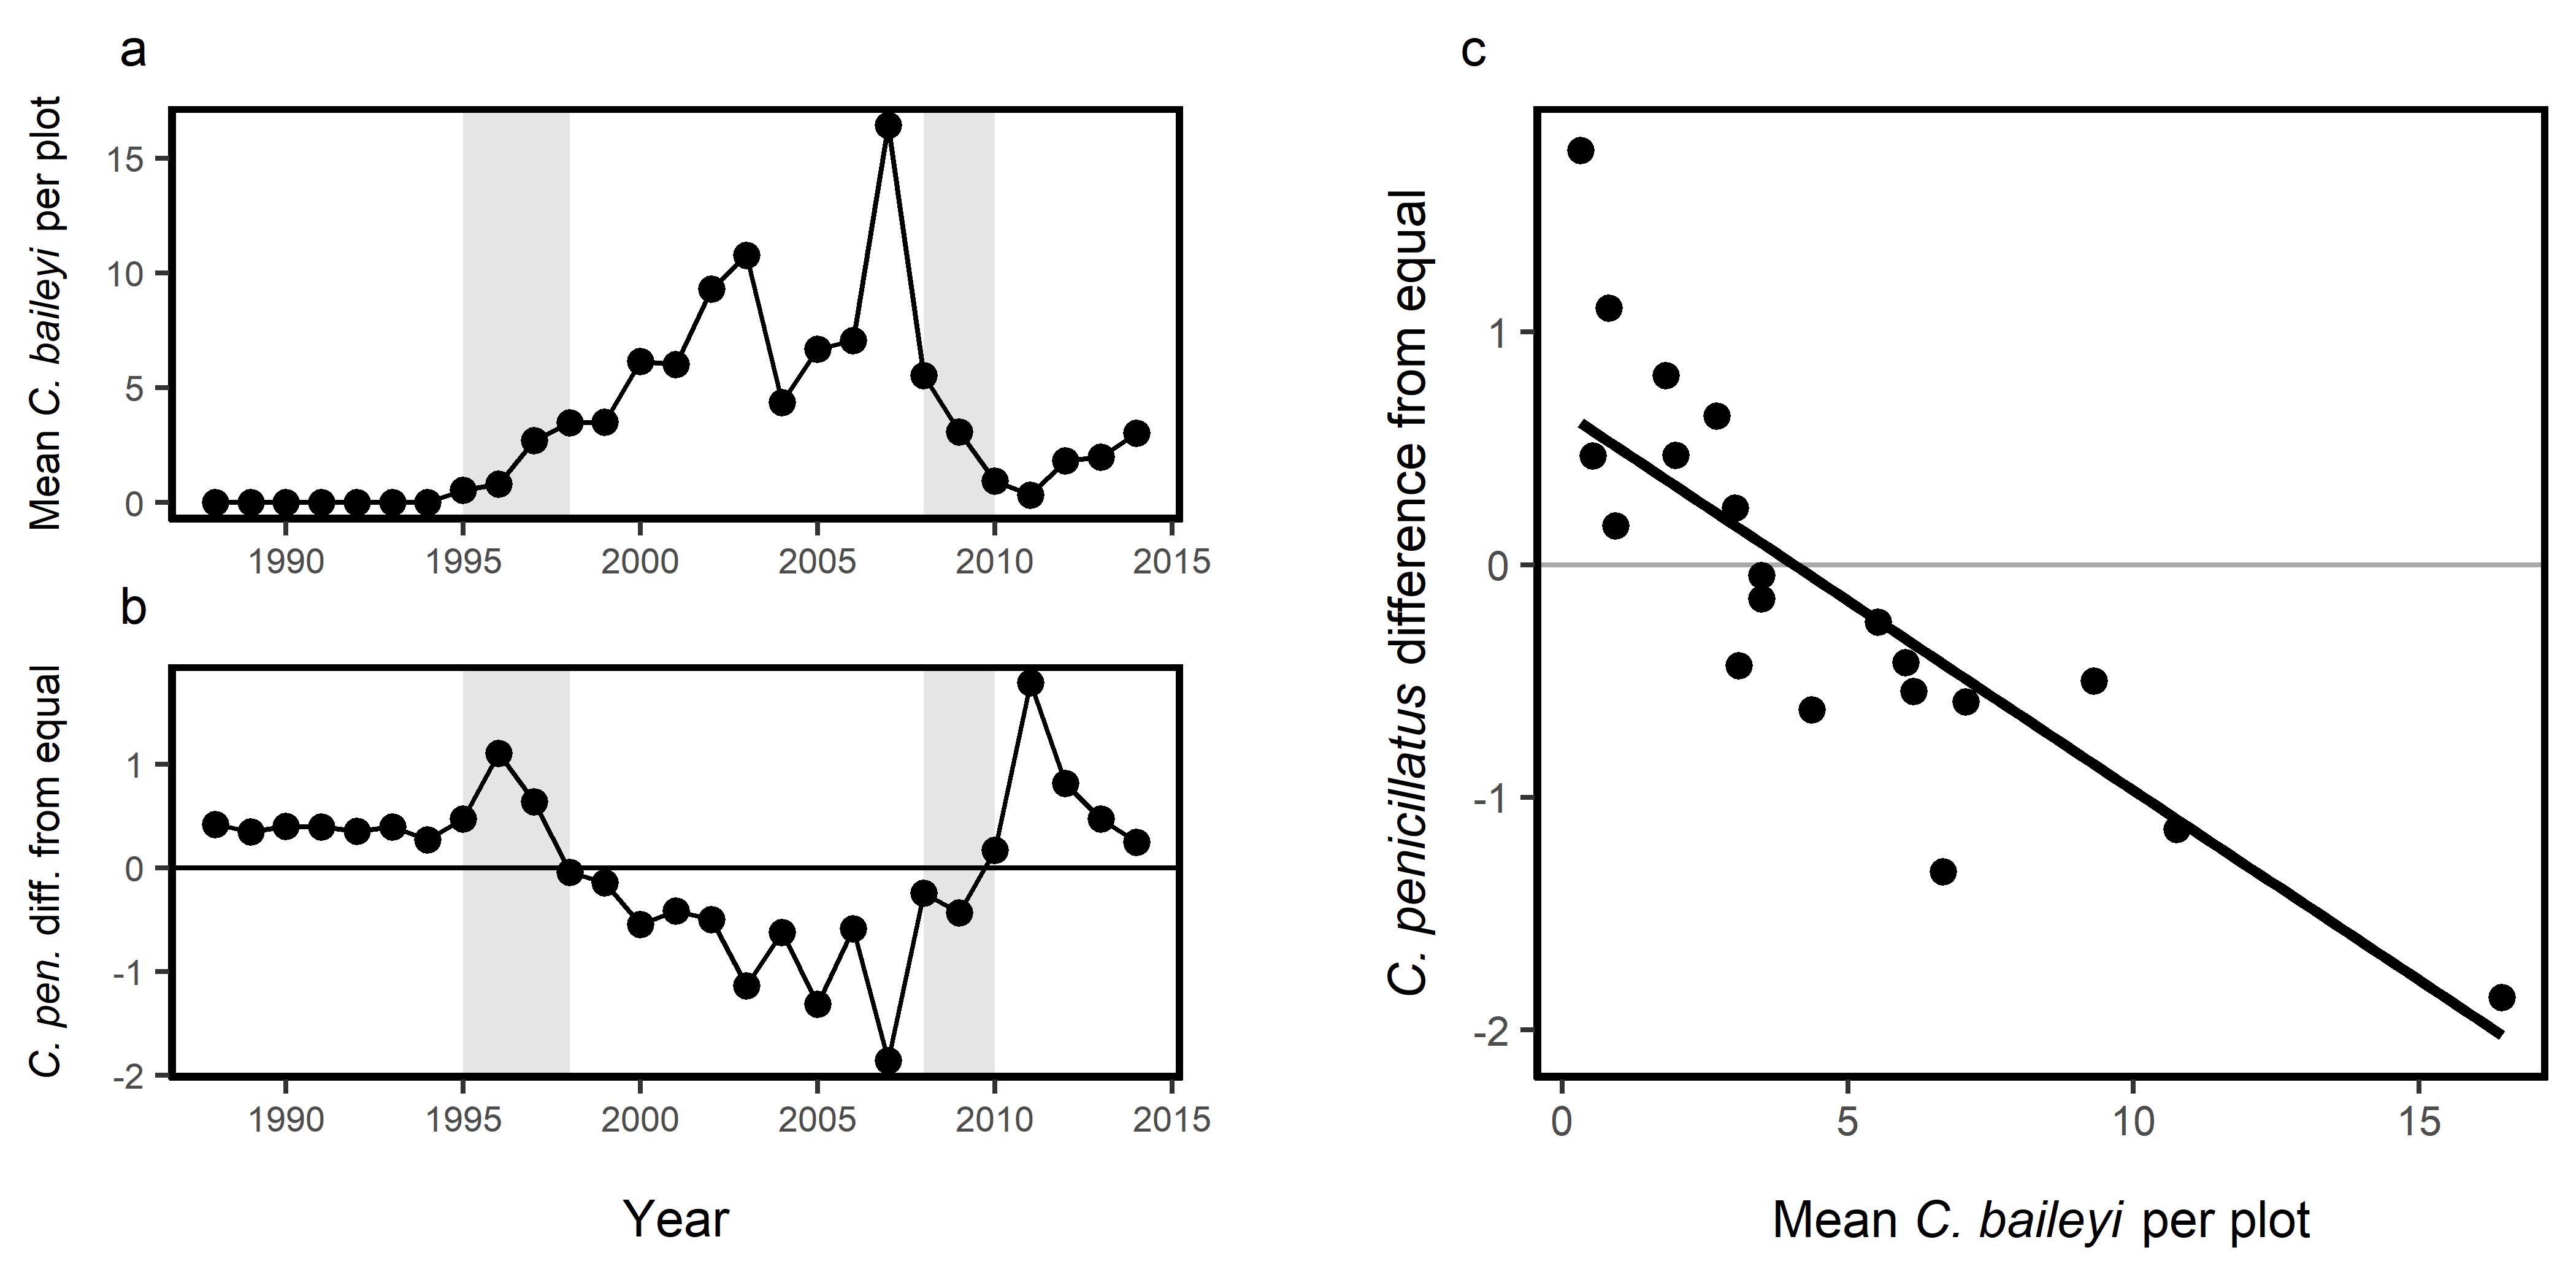 a
Mean C. baileyi per plot
15
10
5
0
1990 1995 2000 2005 2010 2015
b
C. pen. diff. from equal
1
0
-1
-2
1990 1995 2000 2005 2010 2015
Year
c
C. penicillatus difference from equal
1
0
-1
-2
0 5 10 15
Mean C. baileyi per plot